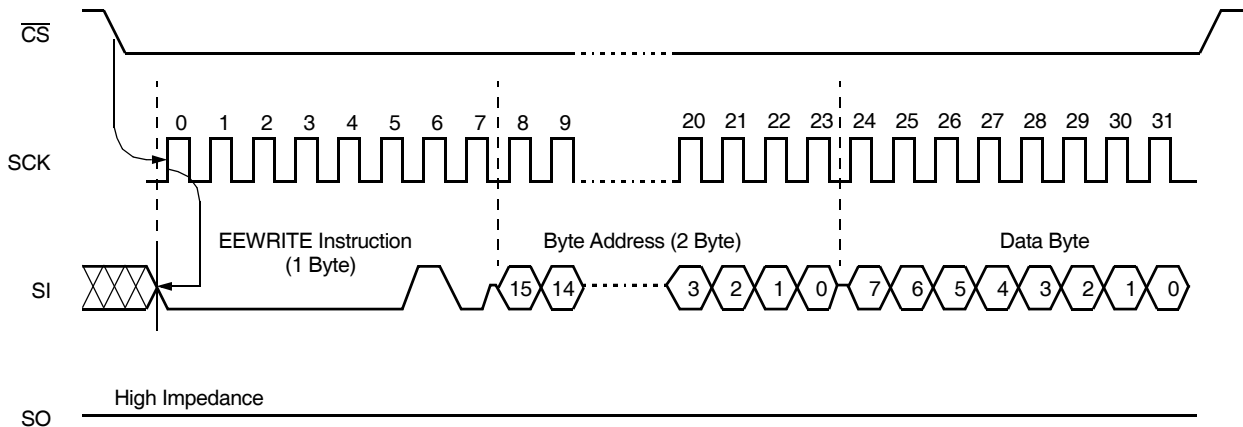 CS
0 1 2 3 4 5 6 7 8 9 20 21 22 23 24 25 26 27 28 29 30 31
SCK
EEWRITE Instruction
(1 Byte)
Byte Address (2 Byte)
Data Byte
SI
15 14 3 2 1 0 7 6 5 4 3 2 1 0
High Impedance
SO